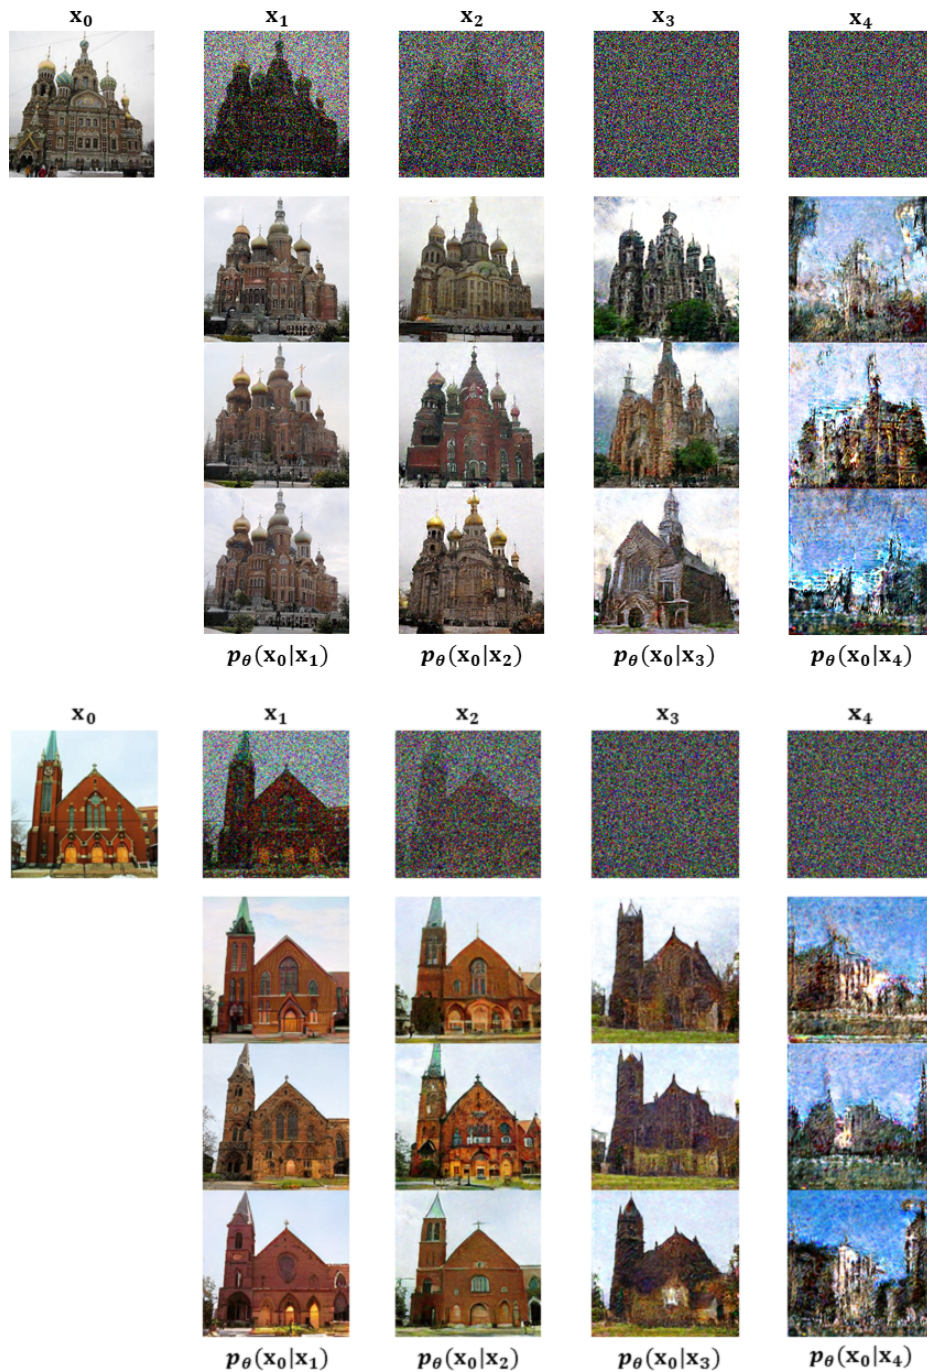 x₀ x₁ x₂ x₃ x₄
pθ(x₀|x₁) pθ(x₀|x₂) pθ(x₀|x₃) pθ(x₀|x₄)
x₀ x₁ x₂ x₃ x₄
pθ(x₀|x₁) pθ(x₀|x₂) pθ(x₀|x₃) pθ(x₀|x₄)